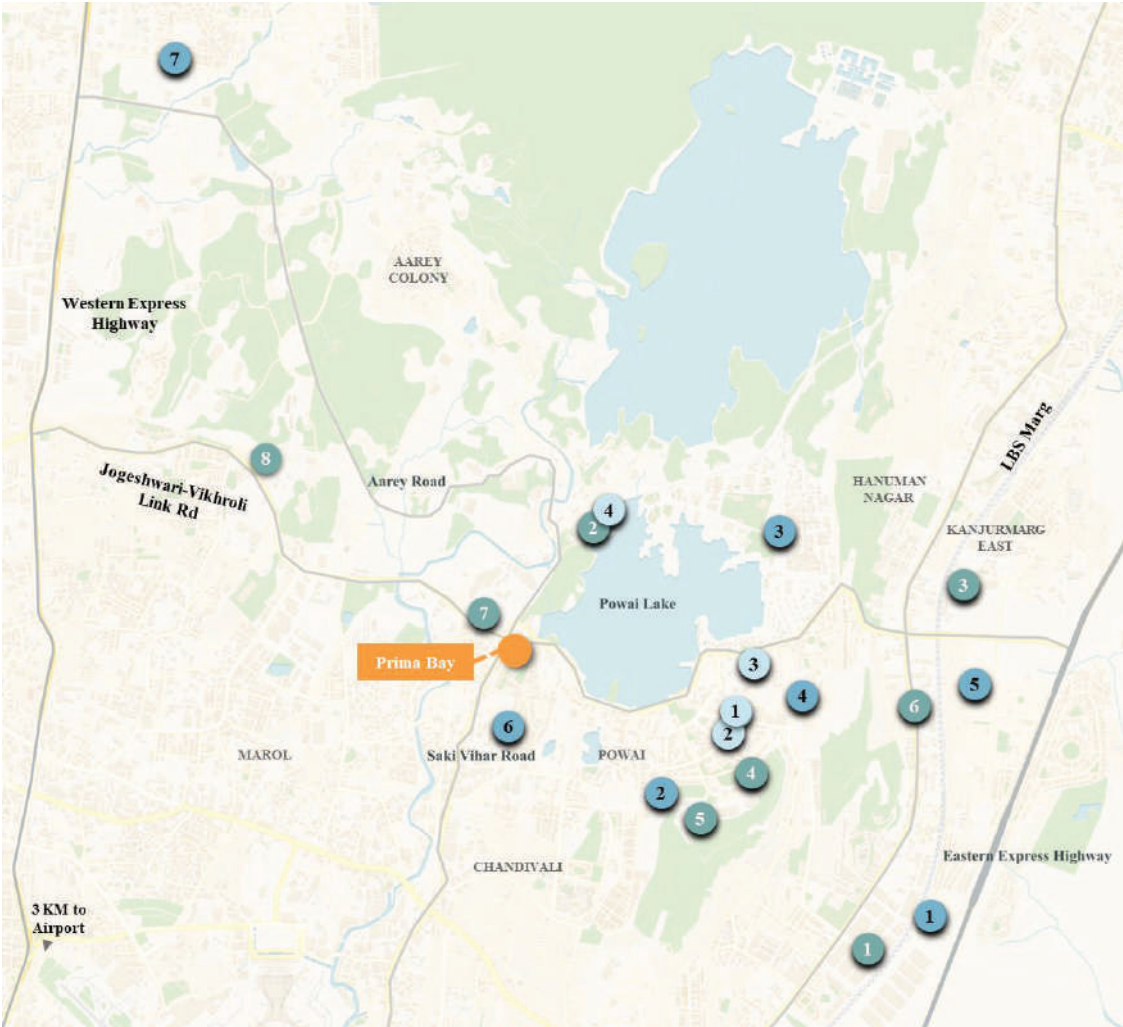 7
AAREY
COLONY
Western Express
Highway
LBS Marg
8
Jogeshwari-Vikhroli
Link Rd
Aarey Road
HANUMAN
NAGAR
4
2
3
KANJURMARG
EAST
3
Powai Lake
7
Prima Bay
3
5
4
1
6
2
6
MAROL
Saki Vihar Road
POWAI
4
2
5
CHANDIVALI
Eastern Express Highway
3 KM to
Airport
1
1